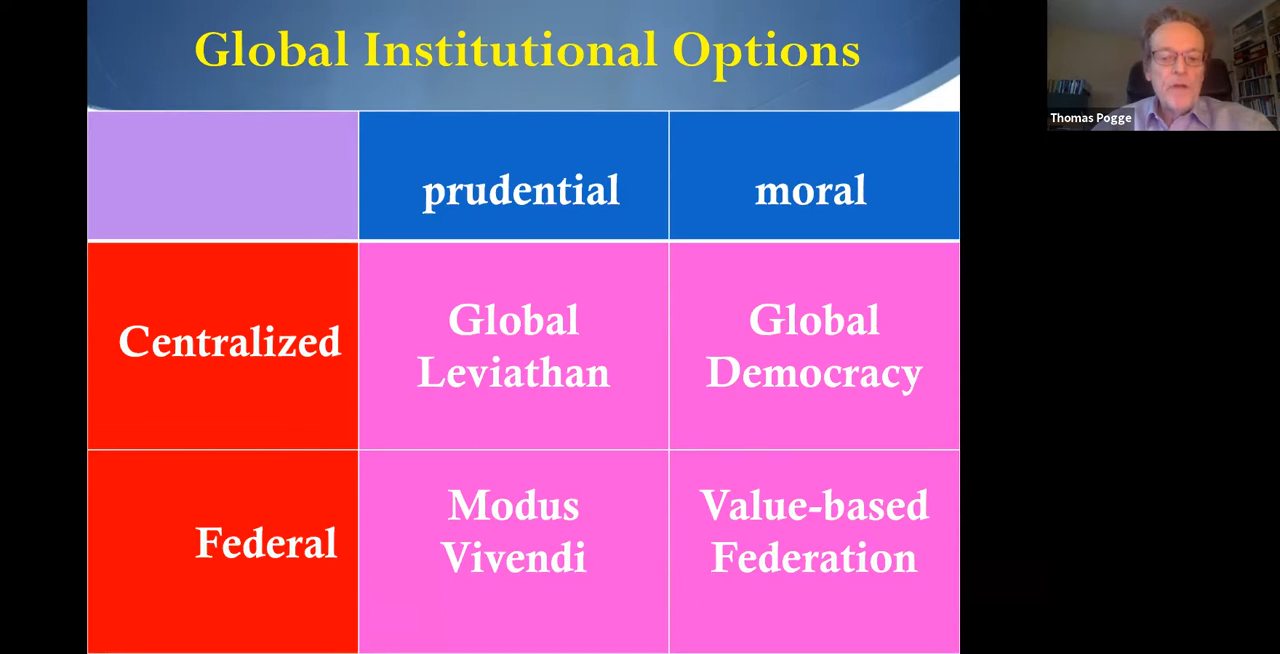 Global Institutional Options
Thomas Pogge
prudential
moral
Centralized
Global
Leviathan
Global
Democracy
Federal
Modus
Vivendi
Value-based
Federation